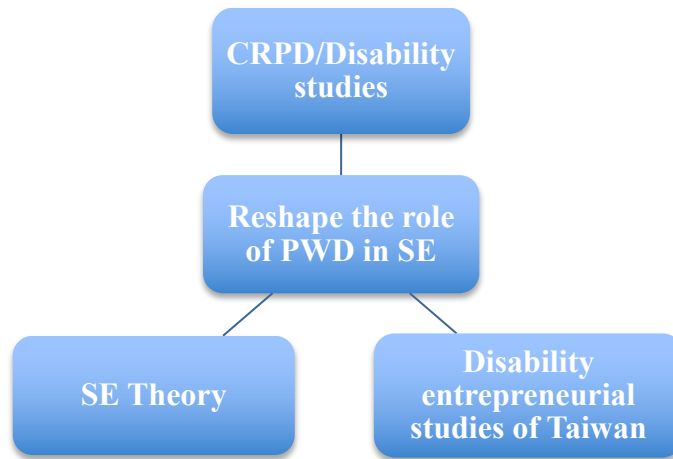 CRPD/Disability
studies
Reshape the role
of PWD in SE
SE Theory
Disability
entrepreneurial
studies of Taiwan